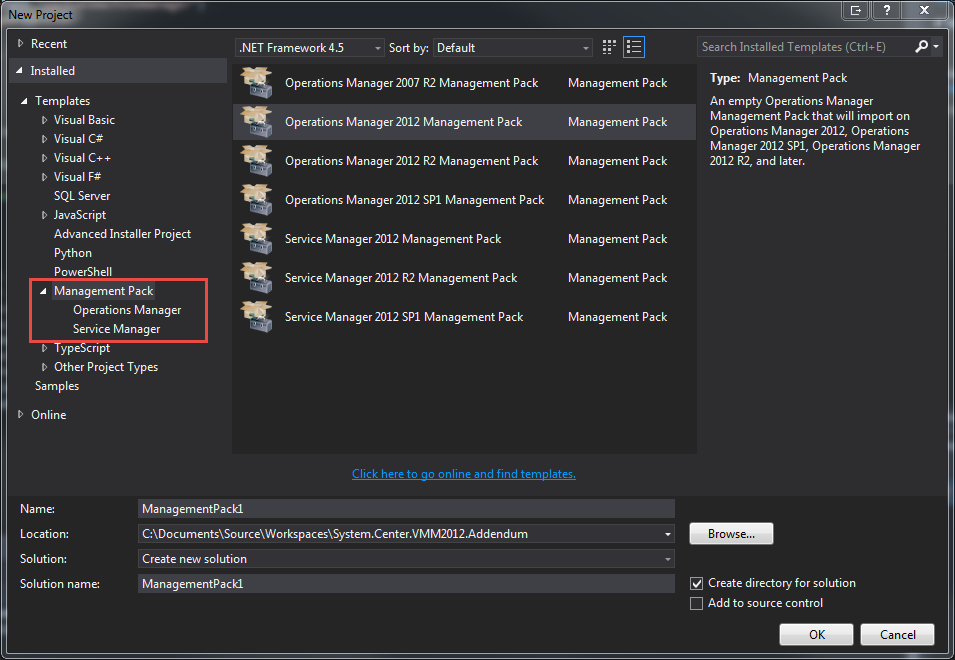 New Project
Recent
Installed
Templates
Visual Basic
Visual C#
Visual C++
Visual F#
SQL Server
JavaScript
Advanced Installer Project
Python
PowerShell
Management Pack
Operations Manager
Service Manager
TypeScript
Other Project Types
Samples
Online
.NET Framework 4.5 Sort by: Default
Operations Manager 2007 R2 Management Pack Management Pack
Operations Manager 2012 Management Pack Management Pack
Operations Manager 2012 R2 Management Pack Management Pack
Operations Manager 2012 SP1 Management Pack Management Pack
Service Manager 2012 Management Pack Management Pack
Service Manager 2012 R2 Management Pack Management Pack
Service Manager 2012 SP1 Management Pack Management Pack
Click here to go online and find templates.
Search Installed Templates (Ctrl+E)
Type: Management Pack
An empty Operations Manager
Management Pack that will import on
Operations Manager 2012, Operations
Manager 2012 SP1, Operations Manager
2012 R2, and later.
Name: ManagementPack1
Location: C:\Documents\Source\Workspaces\System.Center.VMM2012.Addendum Browse...
Solution: Create new solution
Solution name: ManagementPack1
Create directory for solution
Add to source control
OK Cancel